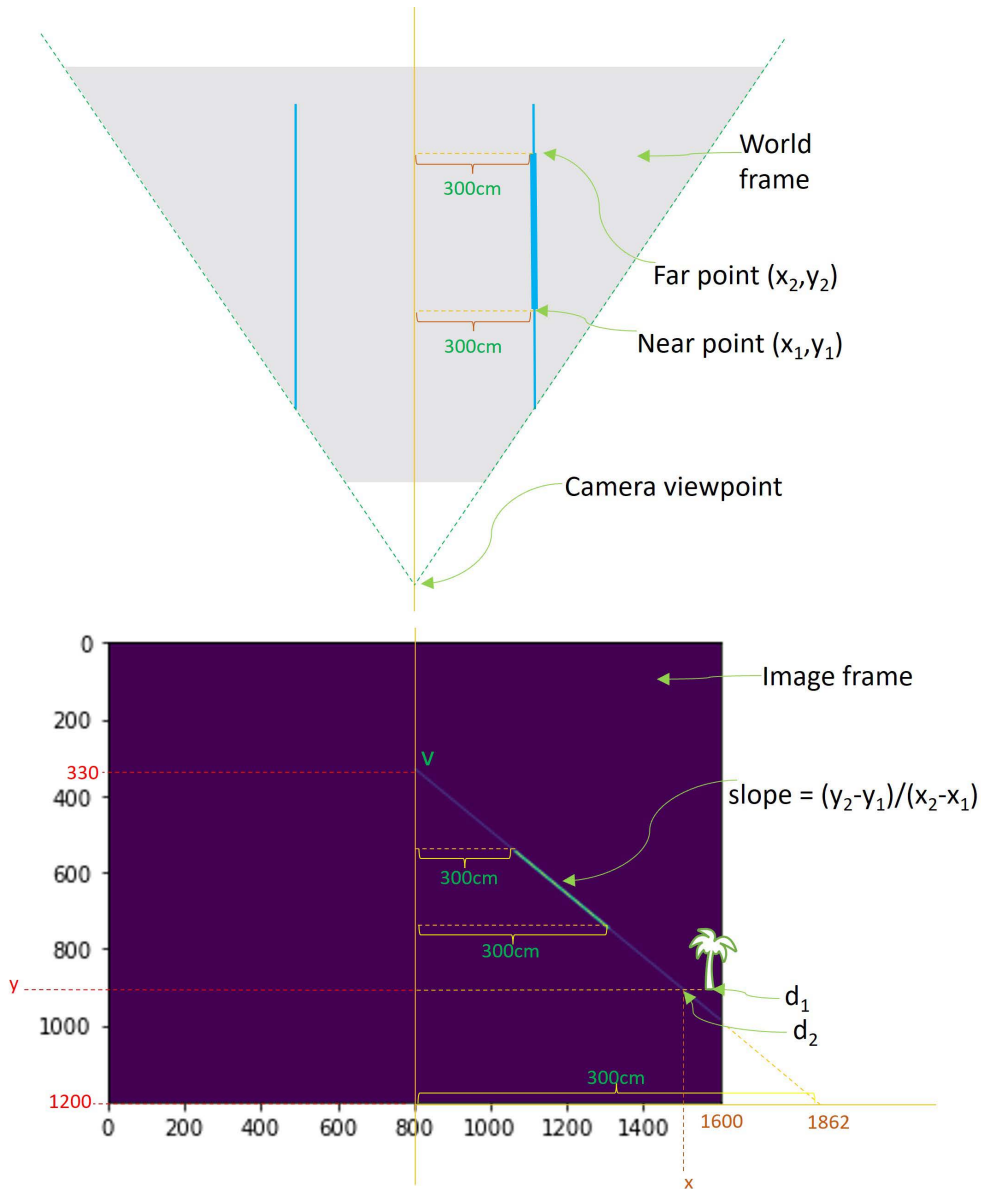 World
frame
300cm
Far point (x₂,y₂)
300cm
Near point (x₁,y₁)
Camera viewpoint
0
Image frame
200
V
330
400
slope = (y₂-y₁)/(x₂-x₁)
600
300cm
800
300cm
y
d₁
1000
d₂
300cm
1200
0
200
400
600
800
1000
1200
1400
1600
1862
x